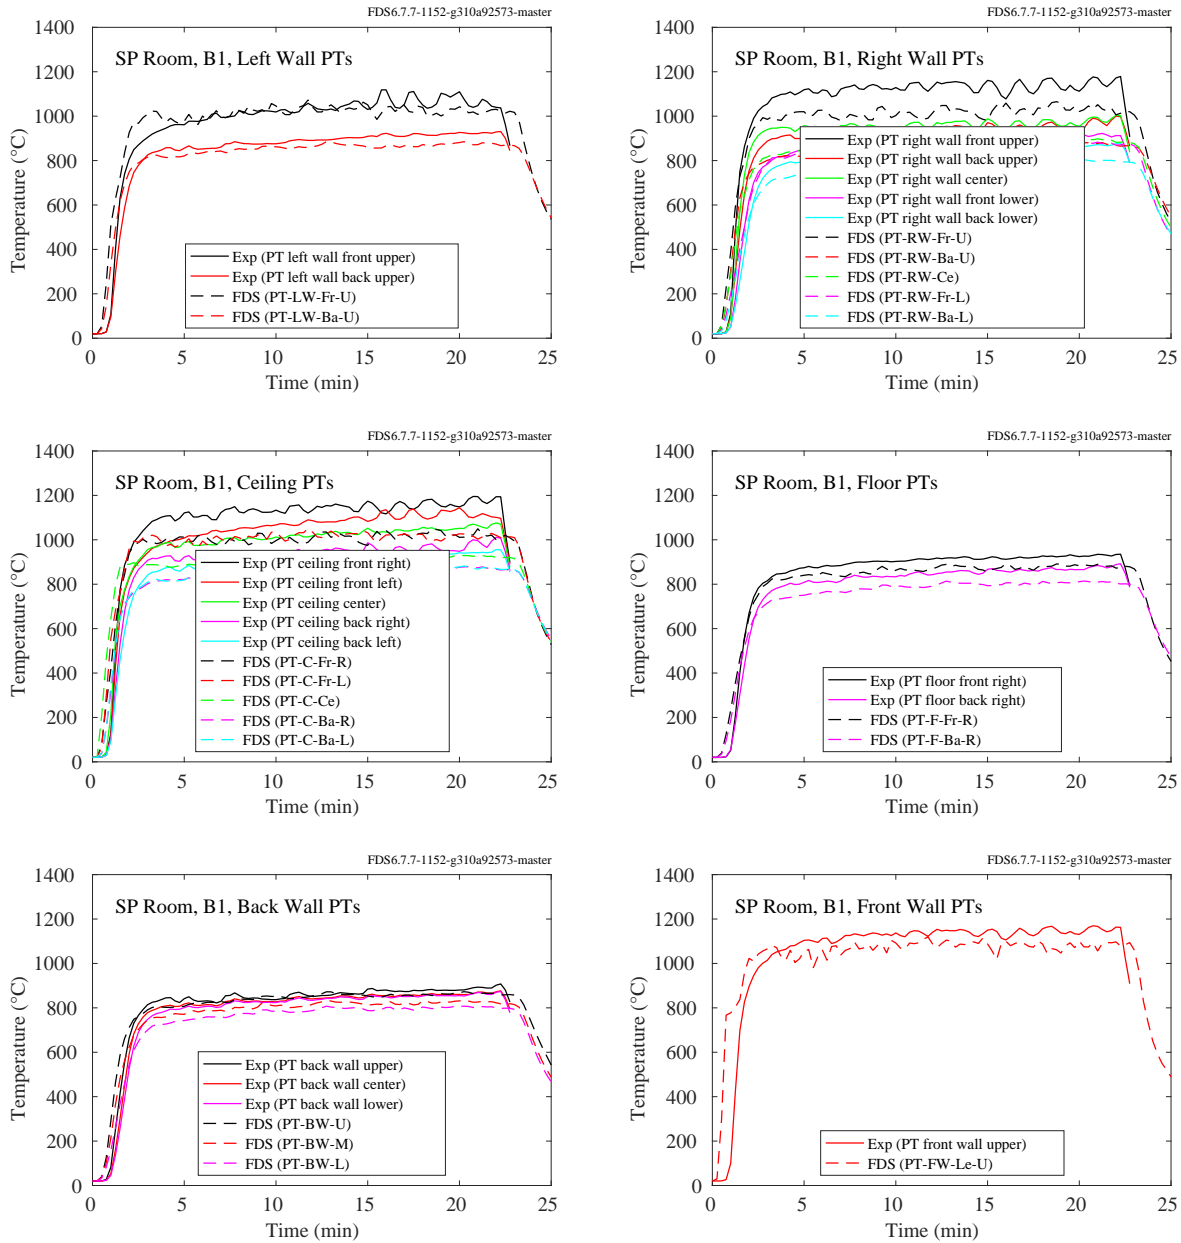 FDS6.7.7-1152-g310a92573-master
SP Room, B1, Left Wall PTs
Temperature (°C)
1400
1200
1000
800
600
400
200
0
Exp (PT left wall front upper)
Exp (PT left wall back upper)
FDS (PT-LW-Fr-U)
FDS (PT-LW-Ba-U)
0 5 10 15 20 25
Time (min)
FDS6.7.7-1152-g310a92573-master
SP Room, B1, Right Wall PTs
Temperature (°C)
1400
1200
1000
800
600
400
200
0
Exp (PT right wall front upper)
Exp (PT right wall back upper)
Exp (PT right wall center)
Exp (PT right wall front lower)
Exp (PT right wall back lower)
FDS (PT-RW-Fr-U)
FDS (PT-RW-Ba-U)
FDS (PT-RW-Ce)
FDS (PT-RW-Fr-L)
FDS (PT-RW-Ba-L)
0 5 10 15 20 25
Time (min)
FDS6.7.7-1152-g310a92573-master
SP Room, B1, Ceiling PTs
Temperature (°C)
1400
1200
1000
800
600
400
200
0
Exp (PT ceiling front right)
Exp (PT ceiling front left)
Exp (PT ceiling center)
Exp (PT ceiling back right)
Exp (PT ceiling back left)
FDS (PT-C-Fr-R)
FDS (PT-C-Fr-L)
FDS (PT-C-Ce)
FDS (PT-C-Ba-R)
FDS (PT-C-Ba-L)
0 5 10 15 20 25
Time (min)
FDS6.7.7-1152-g310a92573-master
SP Room, B1, Floor PTs
Temperature (°C)
1400
1200
1000
800
600
400
200
0
Exp (PT floor front right)
Exp (PT floor back right)
FDS (PT-F-Fr-R)
FDS (PT-F-Ba-R)
0 5 10 15 20 25
Time (min)
FDS6.7.7-1152-g310a92573-master
SP Room, B1, Back Wall PTs
Temperature (°C)
1400
1200
1000
800
600
400
200
0
Exp (PT back wall upper)
Exp (PT back wall center)
Exp (PT back wall lower)
FDS (PT-BW-U)
FDS (PT-BW-M)
FDS (PT-BW-L)
0 5 10 15 20 25
Time (min)
FDS6.7.7-1152-g310a92573-master
SP Room, B1, Front Wall PTs
Temperature (°C)
1400
1200
1000
800
600
400
200
0
Exp (PT front wall upper)
FDS (PT-FW-Le-U)
0 5 10 15 20 25
Time (min)